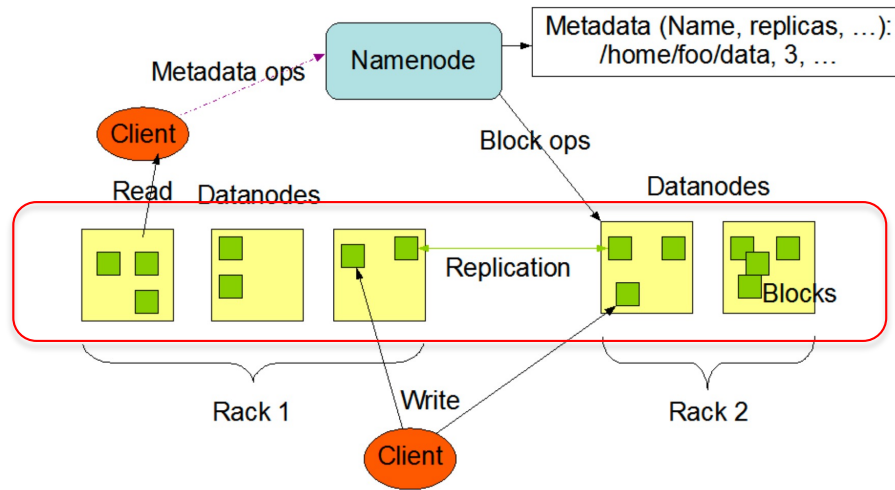 Metadata (Name, replicas, …):
/home/foo/data, 3, …
Namenode
Metadata ops
Client
Block ops
Read
Datanodes
Datanodes
Replication
Blocks
Rack 1
Write
Rack 2
Client